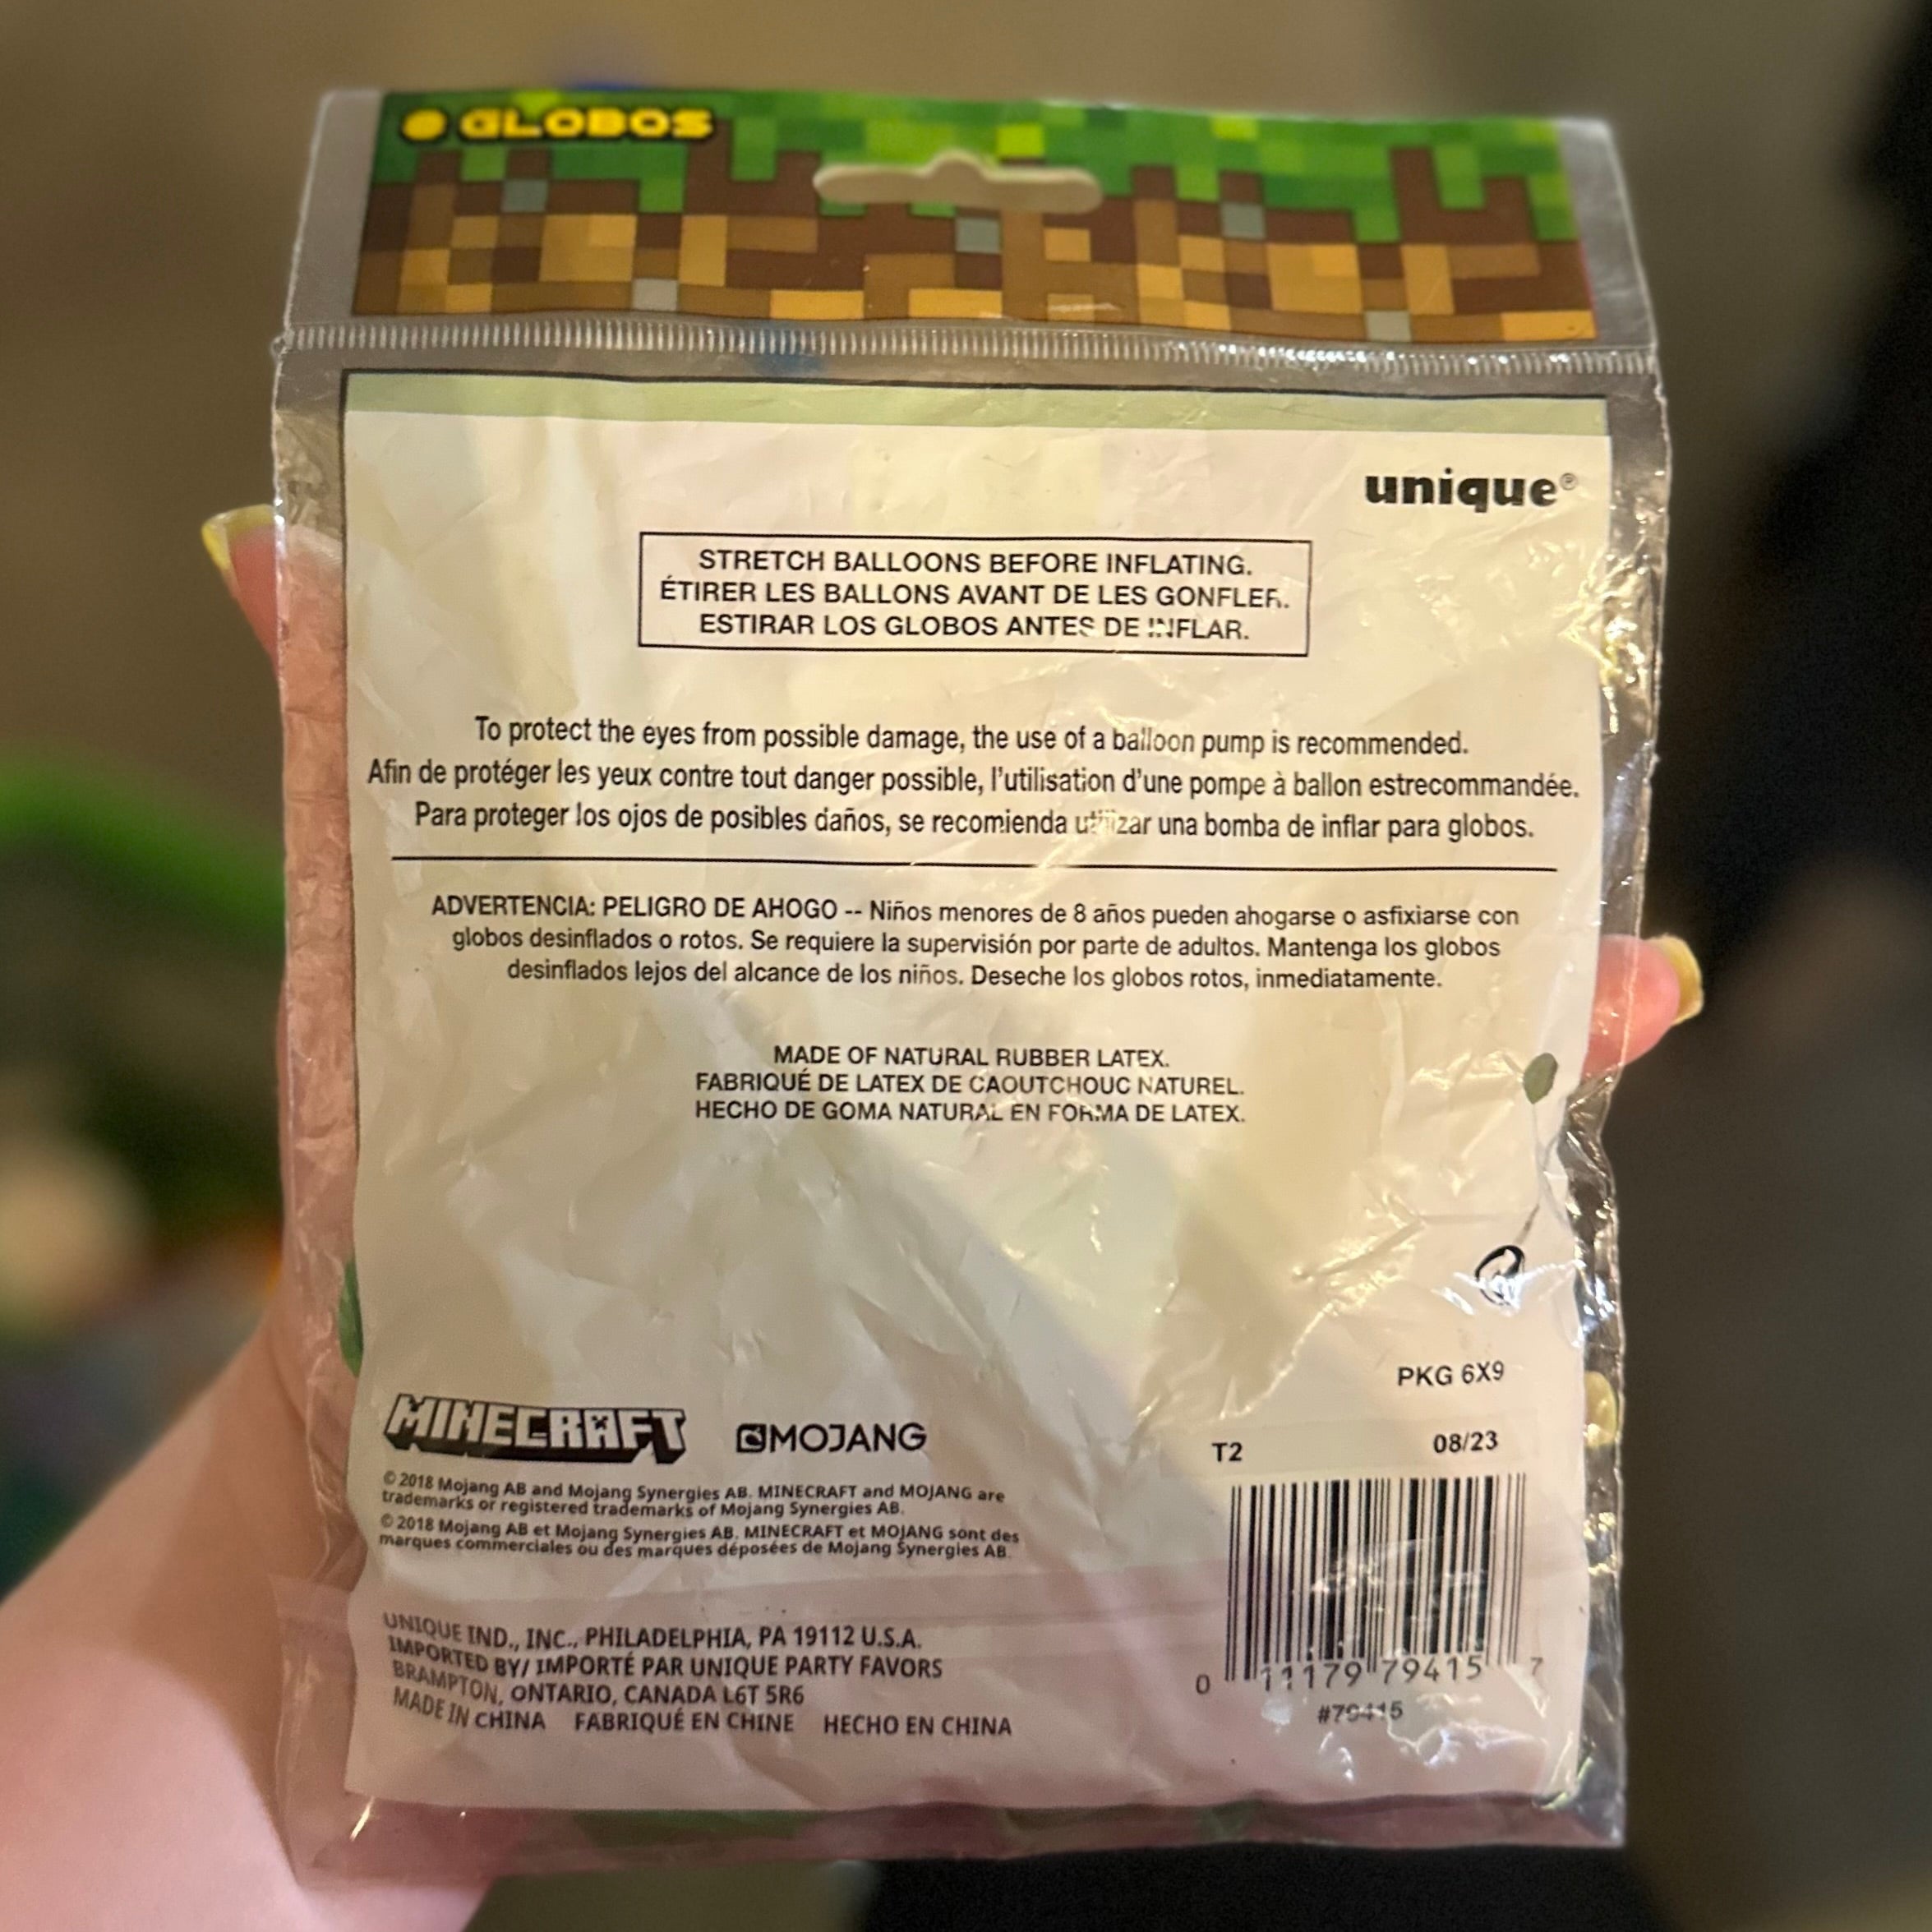 GLOBOS
unique®
STRETCH BALLOONS BEFORE INFLATING.
ÉTIRER LES BALLONS AVANT DE LES GONFLER.
ESTIRAR LOS GLOBOS ANTES DE INFLAR.
To protect the eyes from possible damage, the use of a balloon pump is recommended.
Afin de protéger les yeux contre tout danger possible, l'utilisation d'une pompe à ballon estrecommandée.
Para proteger los ojos de posibles daños, se recomienda utilizar una bomba de inflar para globos.
ADVERTENCIA: PELIGRO DE AHOGO -- Niños menores de 8 años pueden ahogarse o asfixiarse con
globos desinflados o rotos. Se requiere la supervisión por parte de adultos. Mantenga los globos
desinflados lejos del alcance de los niños. Deseche los globos rotos, inmediatamente.
MADE OF NATURAL RUBBER LATEX.
FABRIQUÉ DE LATEX DE CAOUTCHOUC NATUREL.
HECHO DE GOMA NATURAL EN FORMA DE LATEX.
PKG 6X9
T2 08/23
MINECRAFT MOJANG
© 2018 Mojang AB and Mojang Synergies AB. MINECRAFT and MOJANG are
trademarks or registered trademarks of Mojang Synergies AB.
© 2018 Mojang AB et Mojang Synergies AB. MINECRAFT et MOJANG sont des
marques commerciales ou des marques déposées de Mojang Synergies AB.
UNIQUE IND., INC., PHILADELPHIA, PA 19112 U.S.A.
IMPORTED BY/ IMPORTÉ PAR UNIQUE PARTY FAVORS
BRAMPTON, ONTARIO, CANADA L6T 5R6
MADE IN CHINA FABRIQUÉ EN CHINE HECHO EN CHINA
0 11179 79415 7
#79415